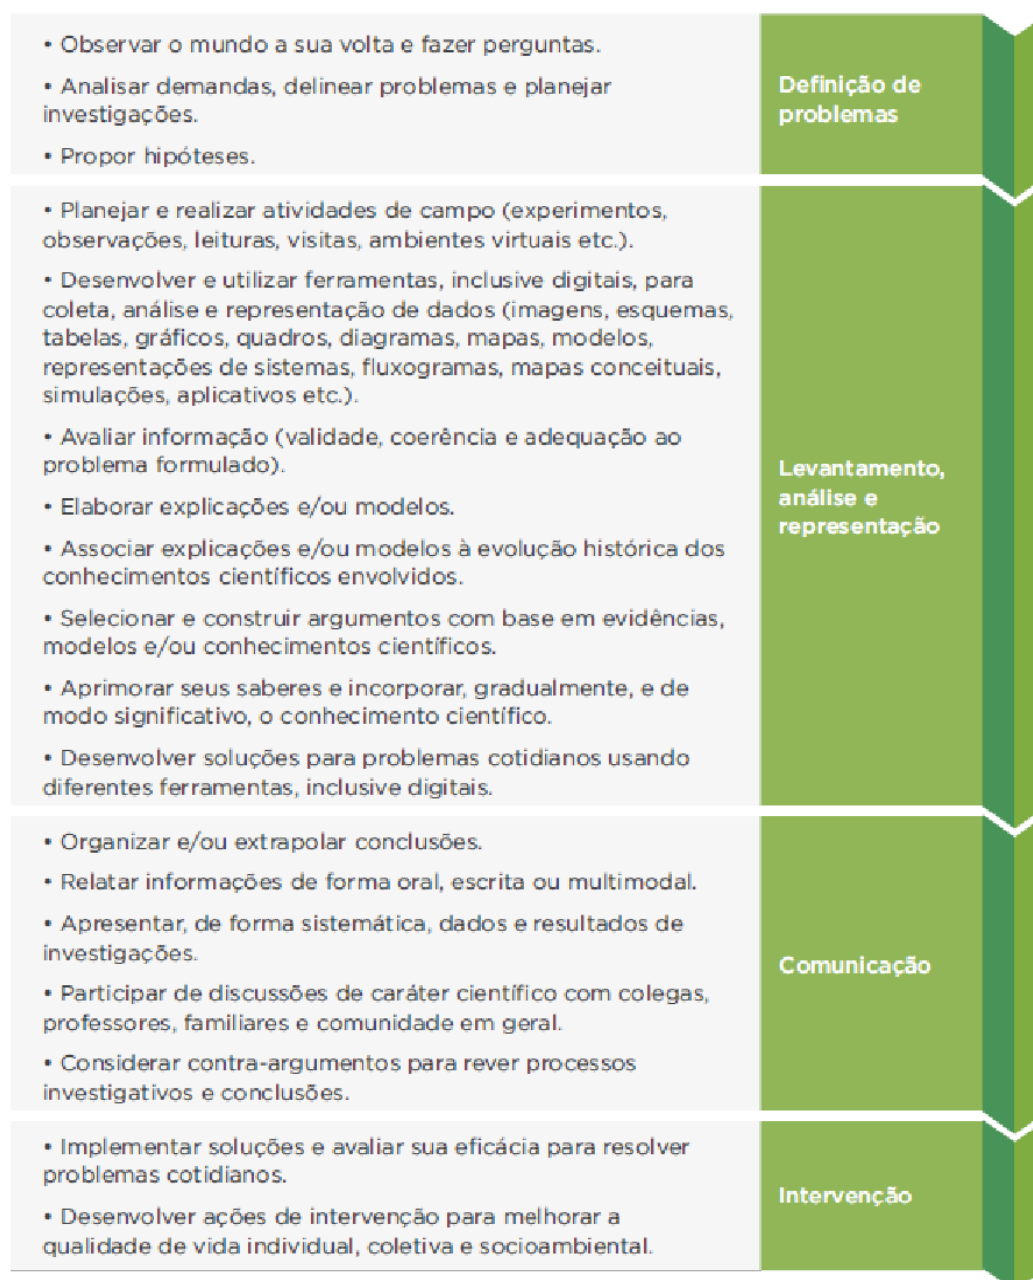 • Observar o mundo a sua volta e fazer perguntas.
• Analisar demandas, delinear problemas e planejar
investigações.
• Propor hipóteses.
Definição de
problemas
• Planejar e realizar atividades de campo (experimentos,
observações, leituras, visitas, ambientes virtuais etc.).
• Desenvolver e utilizar ferramentas, inclusive digitais, para
coleta, análise e representação de dados (imagens, esquemas,
tabelas, gráficos, quadros, diagramas, mapas, modelos,
representações de sistemas, fluxogramas, mapas conceituais,
simulações, aplicativos etc.).
• Avaliar informação (validade, coerência e adequação ao
problema formulado).
• Elaborar explicações e/ou modelos.
• Associar explicações e/ou modelos à evolução histórica dos
conhecimentos científicos envolvidos.
• Selecionar e construir argumentos com base em evidências,
modelos e/ou conhecimentos científicos.
• Aprimorar seus saberes e incorporar, gradualmente, e de
modo significativo, o conhecimento científico.
• Desenvolver soluções para problemas cotidianos usando
diferentes ferramentas, inclusive digitais.
Levantamento,
análise e
representação
• Organizar e/ou extrapolar conclusões.
• Relatar informações de forma oral, escrita ou multimodal.
• Apresentar, de forma sistemática, dados e resultados de
investigações.
• Participar de discussões de caráter científico com colegas,
professores, familiares e comunidade em geral.
• Considerar contra-argumentos para rever processos
investigativos e conclusões.
Comunicação
• Implementar soluções e avaliar sua eficácia para resolver
problemas cotidianos.
• Desenvolver ações de intervenção para melhorar a
qualidade de vida individual, coletiva e socioambiental.
Intervenção